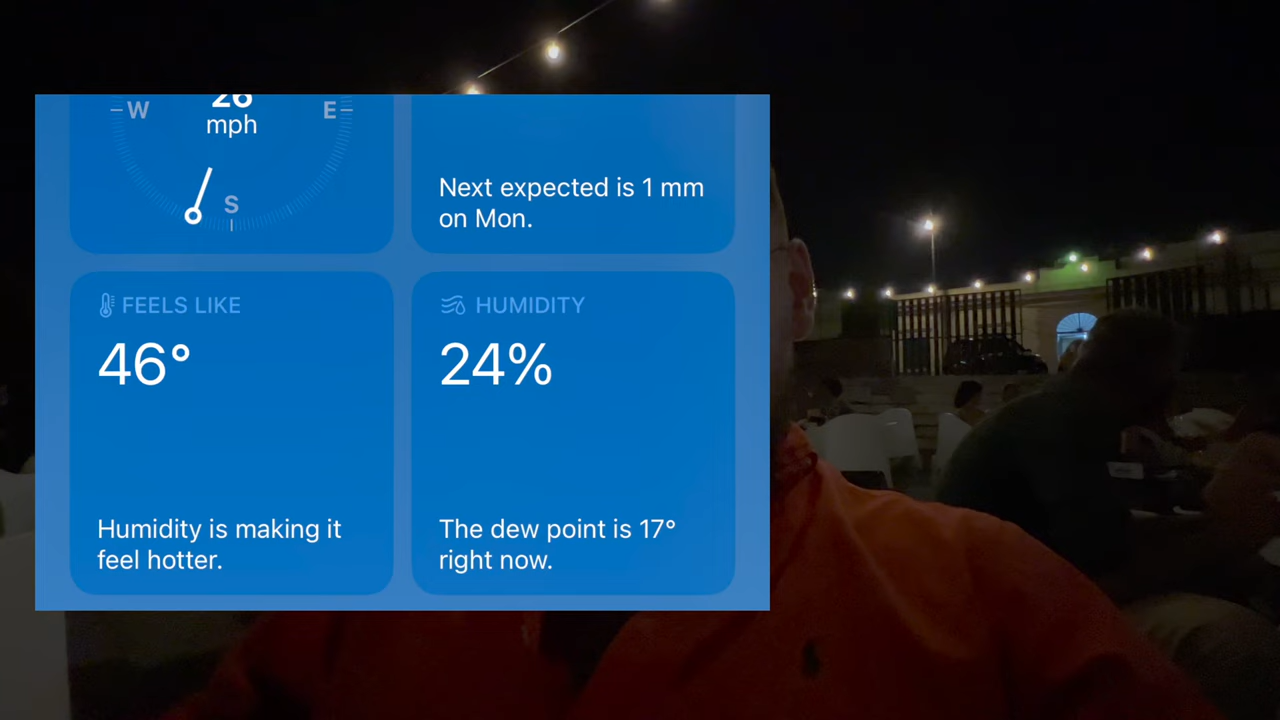 26
W
E
mph
S
Next expected is 1 mm
on Mon.
FEELS LIKE
46°
Humidity is making it
feel hotter.
HUMIDITY
24%
The dew point is 17°
right now.